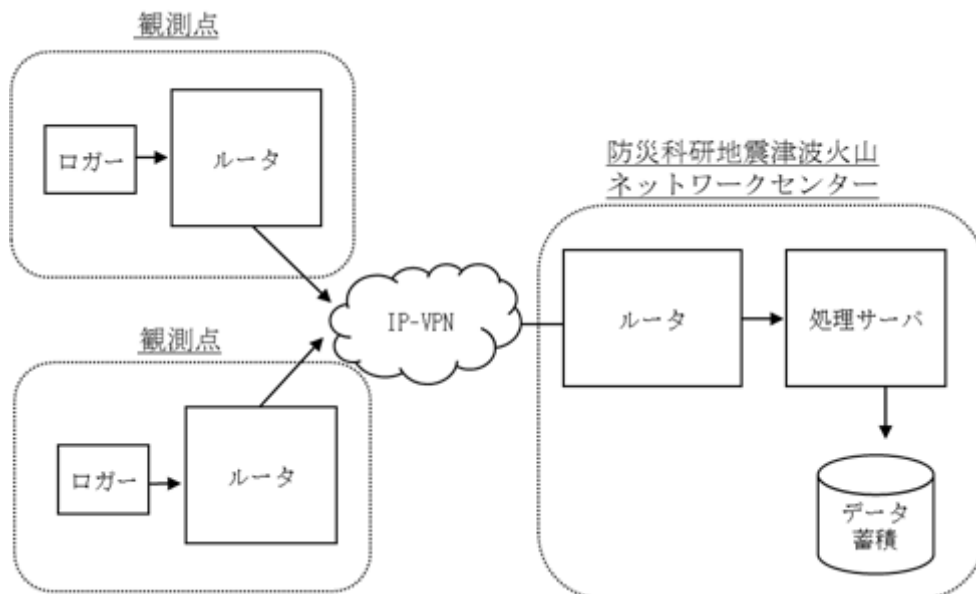 観測点
ロガー
ルータ
観測点
ロガー
ルータ
IP-VPN
防災科研地震津波火山
ネットワークセンター
ルータ
処理サーバ
データ
蓄積